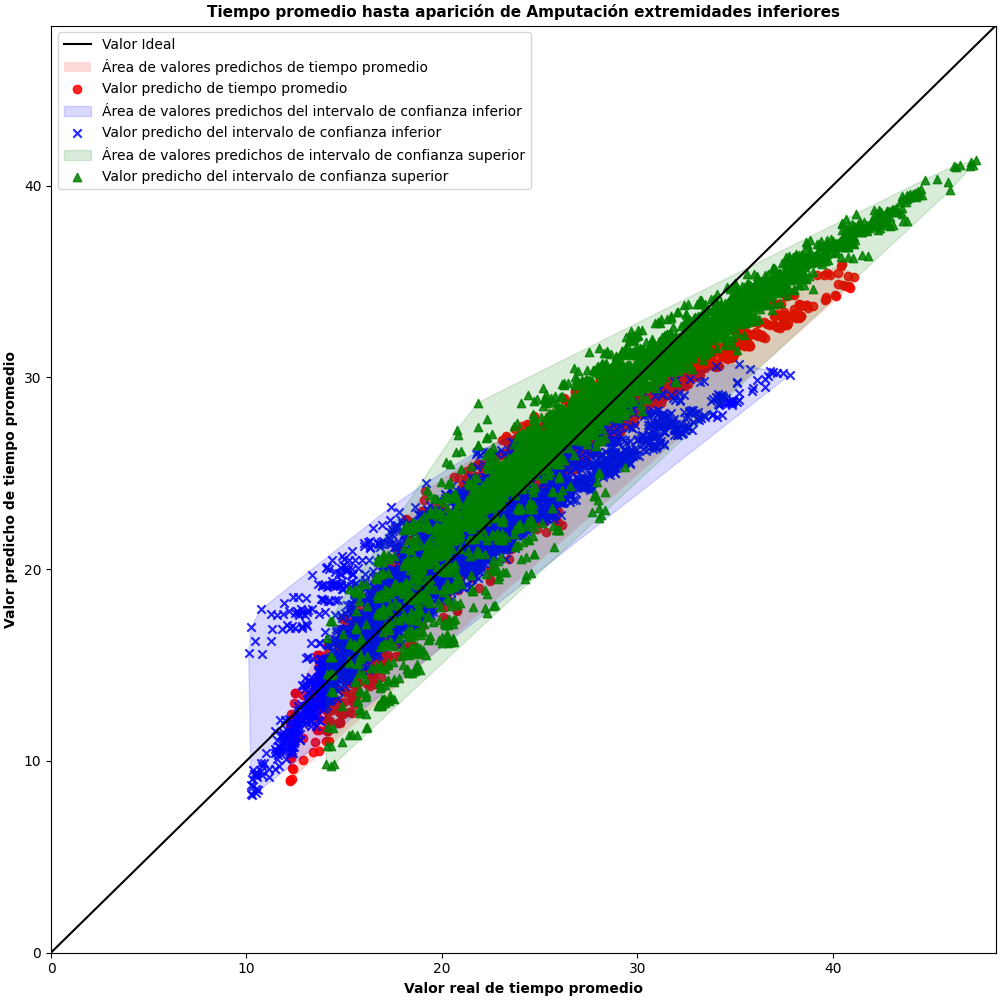 Tiempo promedio hasta aparición de Amputación extremidades inferiores
Valor Ideal
Área de valores predichos de tiempo promedio
Valor predicho de tiempo promedio
Área de valores predichos del intervalo de confianza inferior
Valor predicho del intervalo de confianza inferior
Área de valores predichos de intervalo de confianza superior
Valor predicho del intervalo de confianza superior
Valor predicho de tiempo promedio
40
30
20
10
0
0 10 20 30 40
Valor real de tiempo promedio